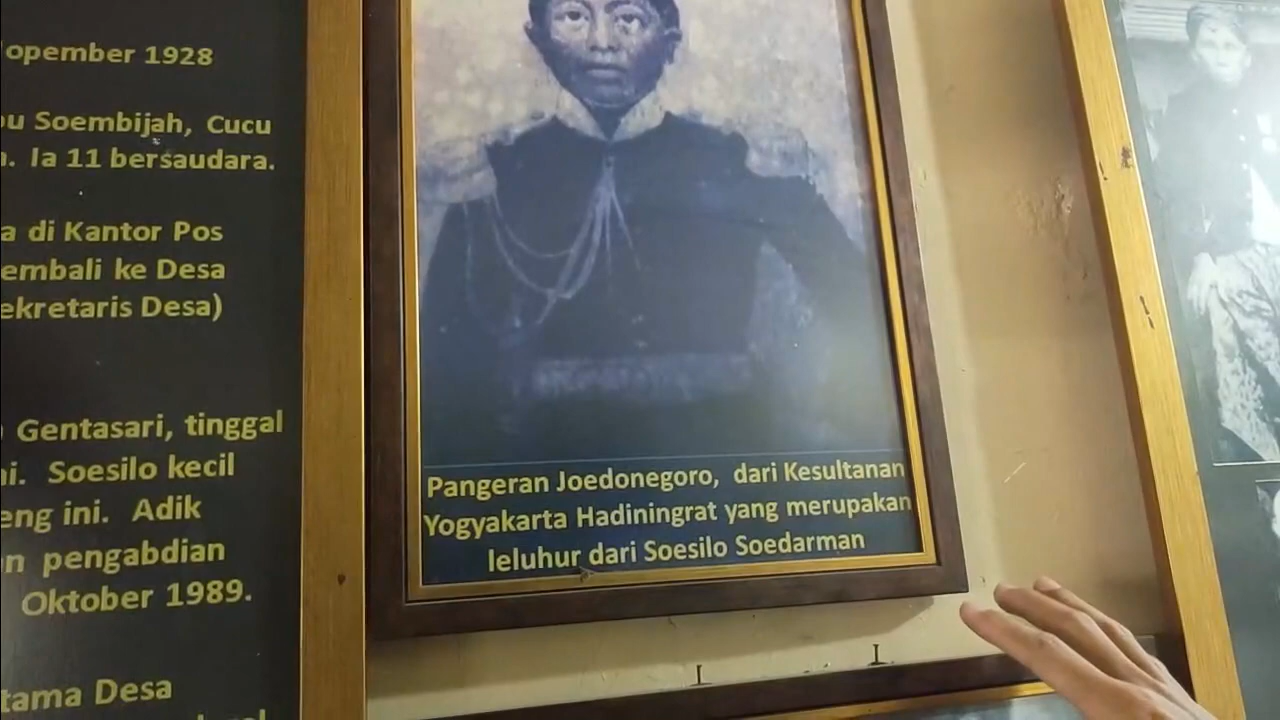 opember 1928
Soembijah, Cucu
Ia 11 bersaudara.
di Kantor Pos
embali ke Desa
ekretaris Desa)
Gentasari, tinggal
Soesilo kecil
ini. Adik
pengabdian
Oktober 1989.
tama Desa
Pangeran Joedonegoro, dari Kesultanan
Yogyakarta Hadiningrat yang merupakan
leluhur dari Soesilo Soedarman